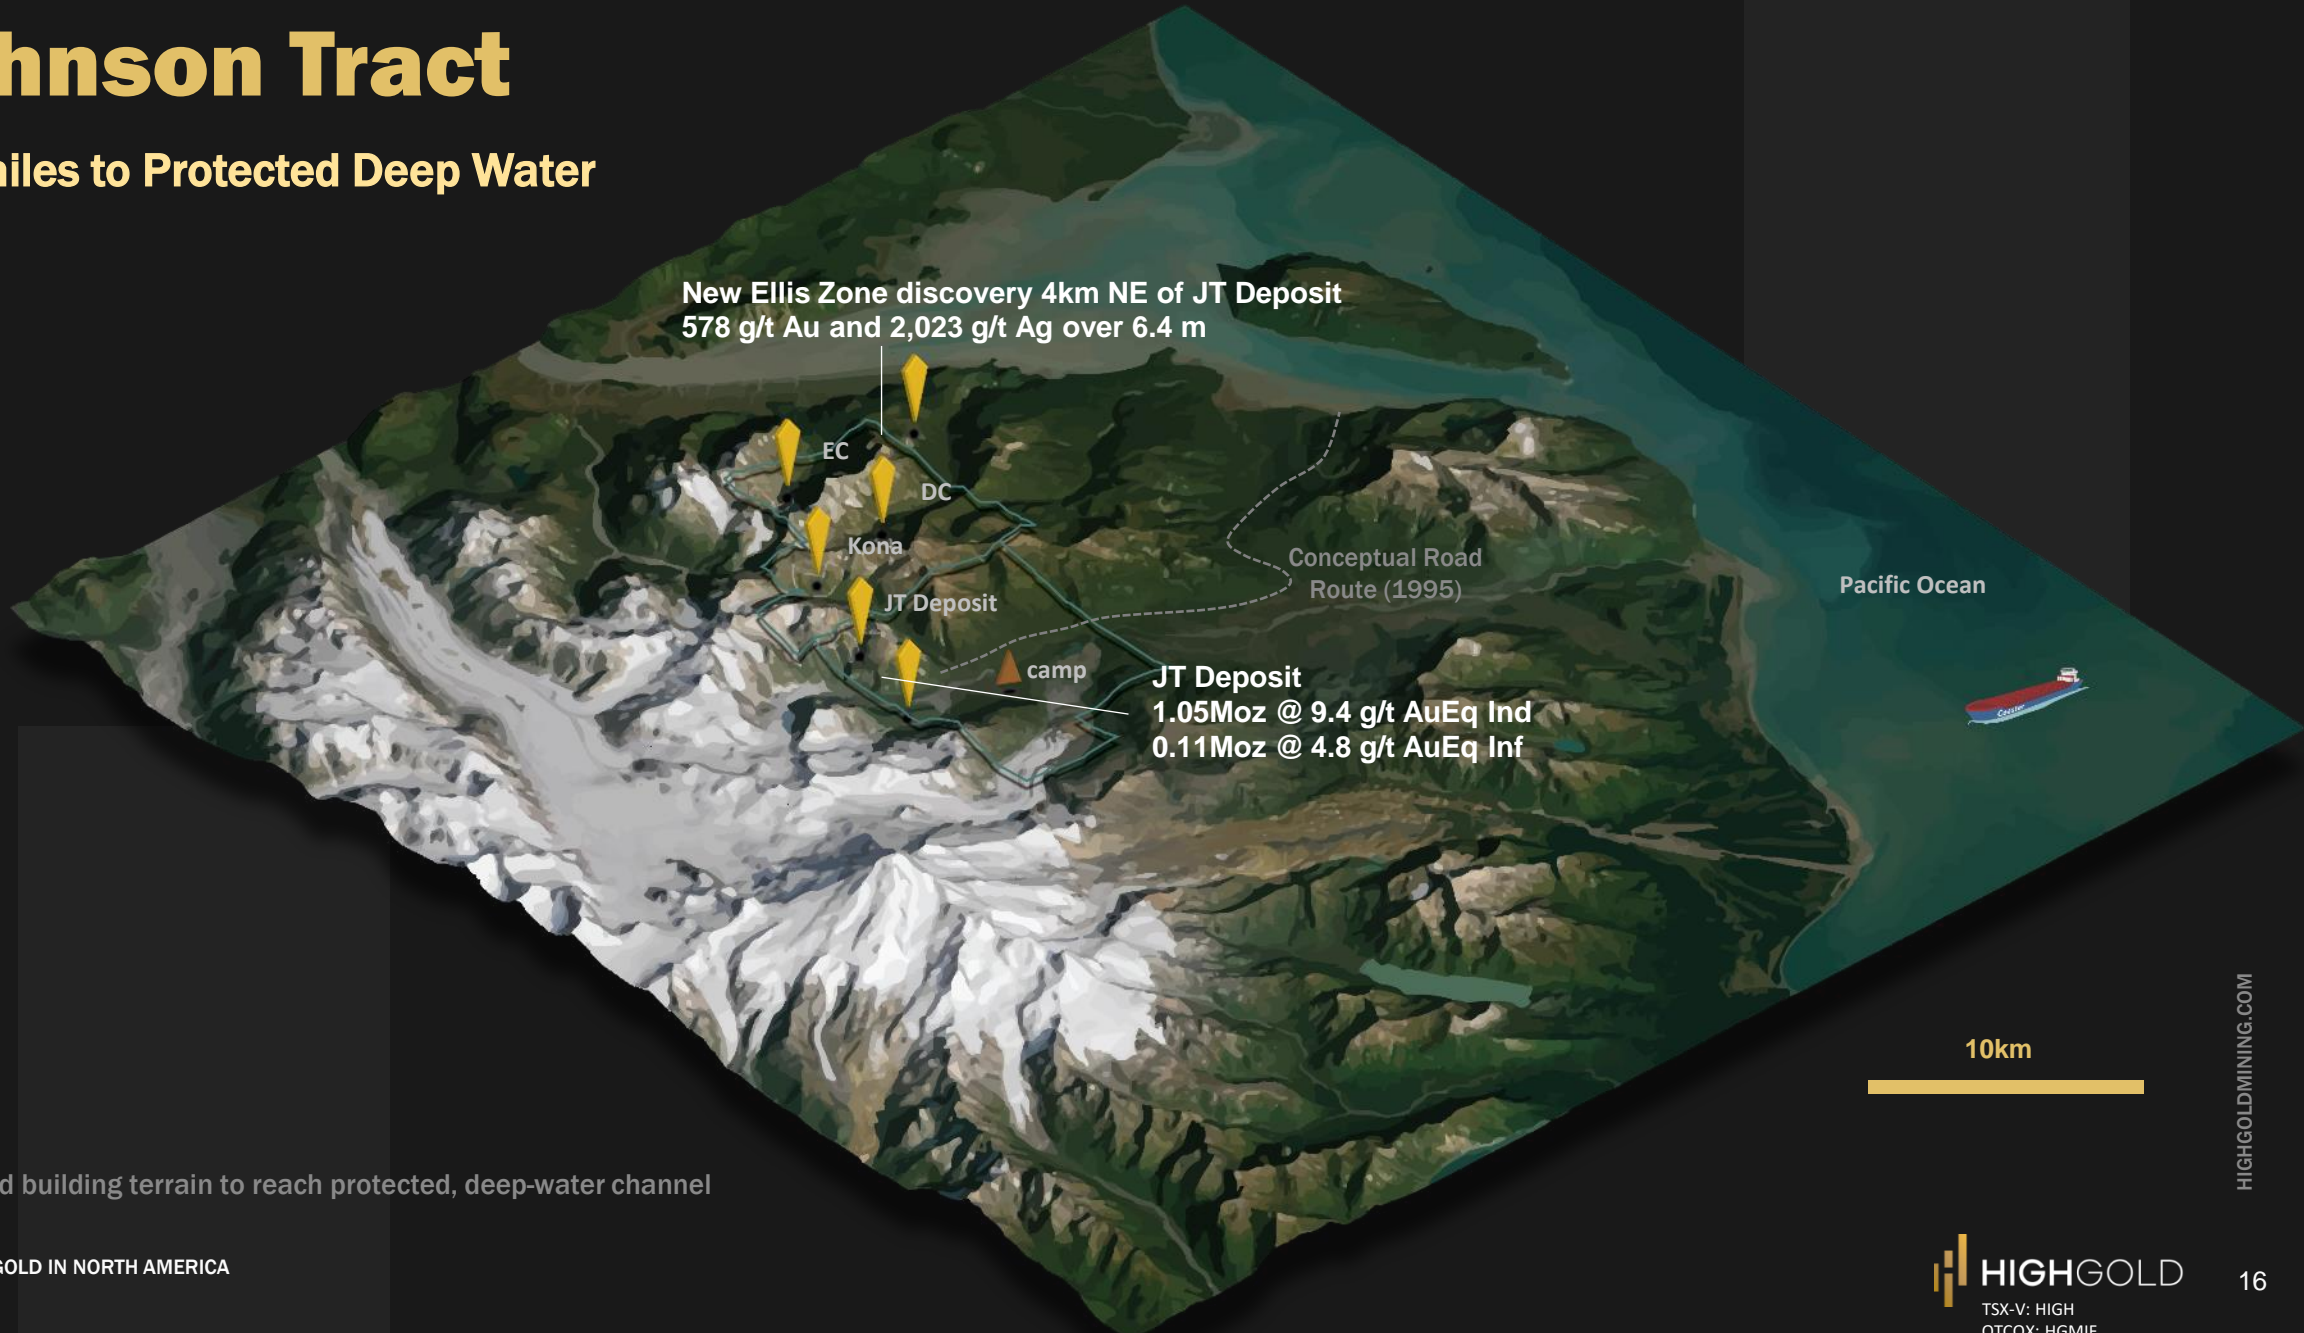 hnson Tract
iles to Protected Deep Water
New Ellis Zone discovery 4km NE of JT Deposit
578 g/t Au and 2,023 g/t Ag over 6.4 m
EC
DC
Kona
JT Deposit
camp
Conceptual Road
Route (1995)
Pacific Ocean
JT Deposit
1.05Moz @ 9.4 g/t AuEq Ind
0.11Moz @ 4.8 g/t AuEq Inf
10km
HIGHGOLDMINING.COM
d building terrain to reach protected, deep-water channel
GOLD IN NORTH AMERICA
HIGHGOLD
16
TSX-V: HIGH
OTCQX: HGMIF